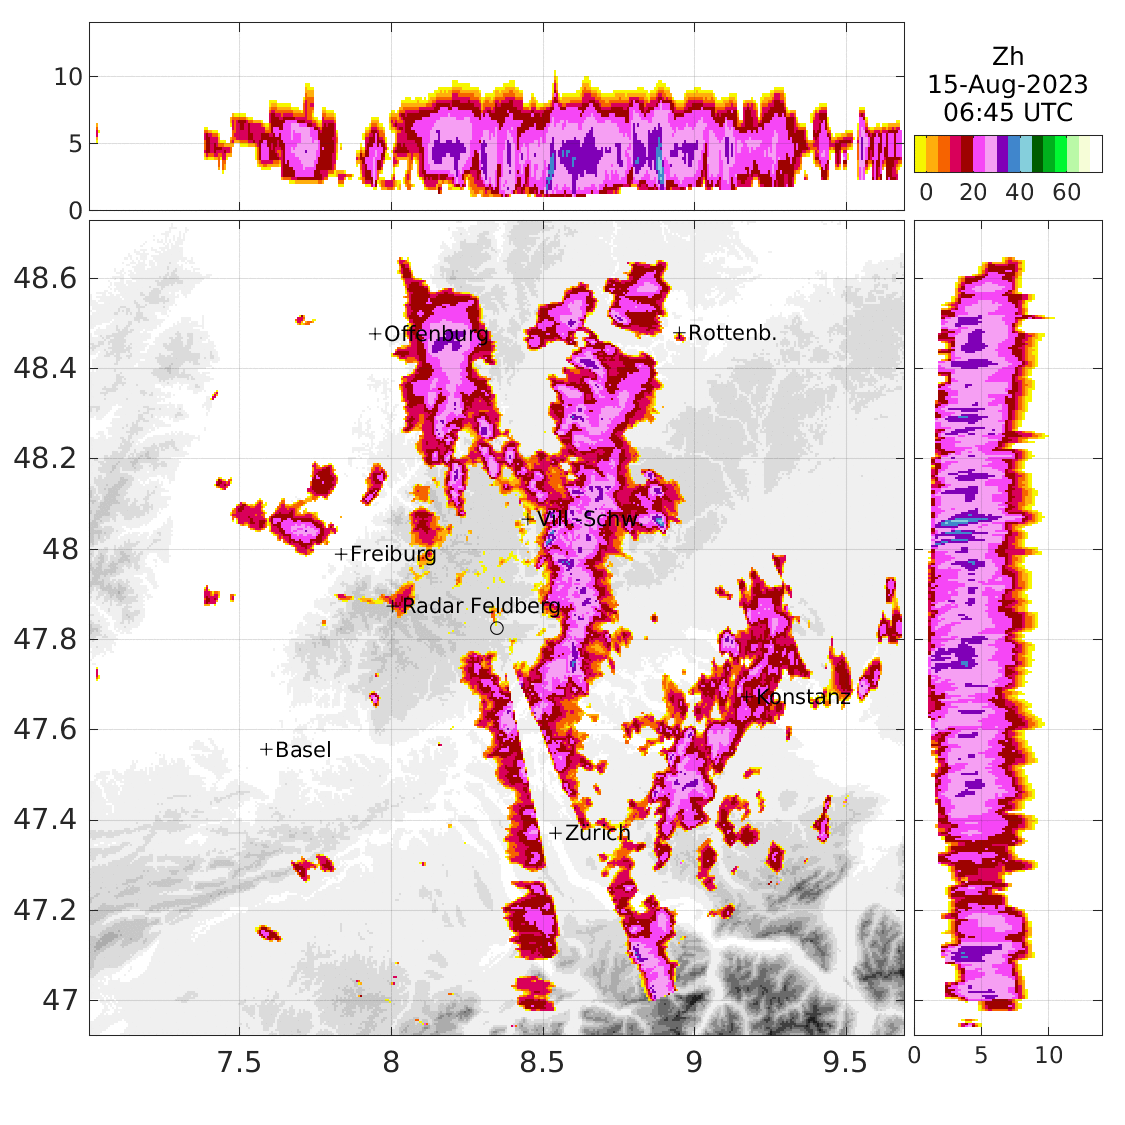 Zh
15-Aug-2023
06:45 UTC
10
5
0
0 20 40 60
48.6
48.4
48.2
48
47.8
47.6
47.4
47.2
47
+Offenburg
+Rottenb.
+Vill.-Schw.
+Freiburg
+Radar Feldberg
+Konstanz
+Basel
+Zürich
7.5 8 8.5 9 9.5
0 5 10